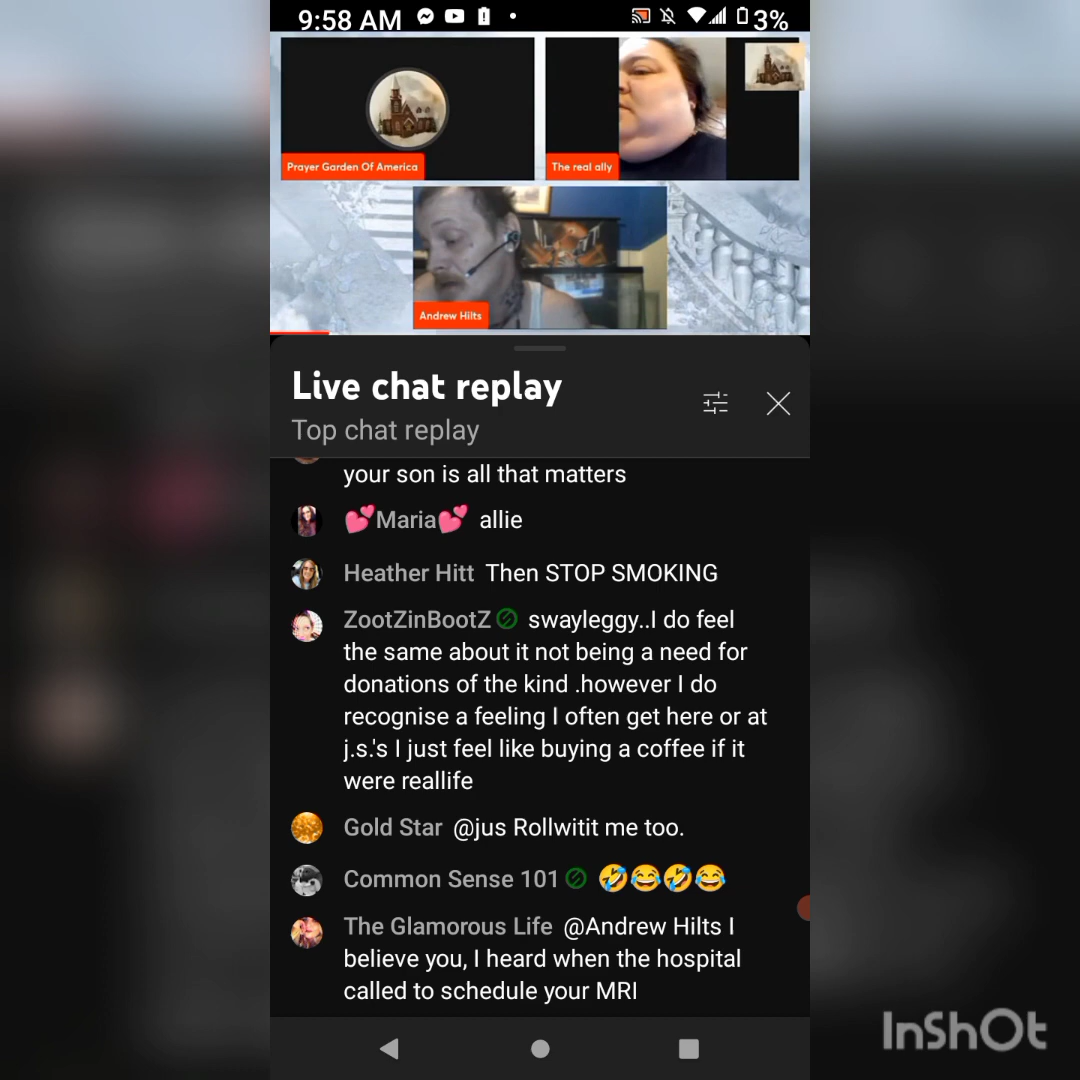 9:58 AM 3%
Prayer Garden Of America
The real ally
Andrew Hilts
Live chat replay
Top chat replay
your son is all that matters
💕Maria💕 allie
Heather Hitt Then STOP SMOKING
ZootZinBootZ swayleggy..I do feel
the same about it not being a need for
donations of the kind .however I do
recognise a feeling I often get here or at
j.s.'s I just feel like buying a coffee if it
were reallife
Gold Star @jus Rollwitit me too.
Common Sense 101 🤣😂🤣😂
The Glamorous Life @Andrew Hilts I
believe you, I heard when the hospital
called to schedule your MRI
InShOt